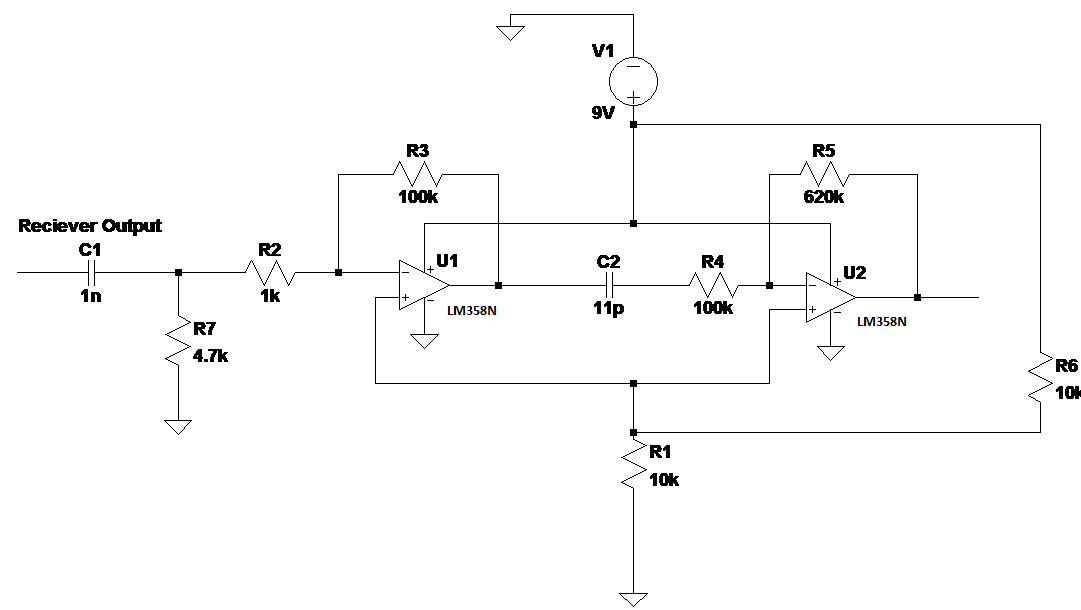 V1
9V
R3
100k
R5
620k
Reciever Output
C1
1n
R2
1k
U1
LM358N
C2
11p
R4
100k
U2
LM358N
R7
4.7k
R6
10k
R1
10k